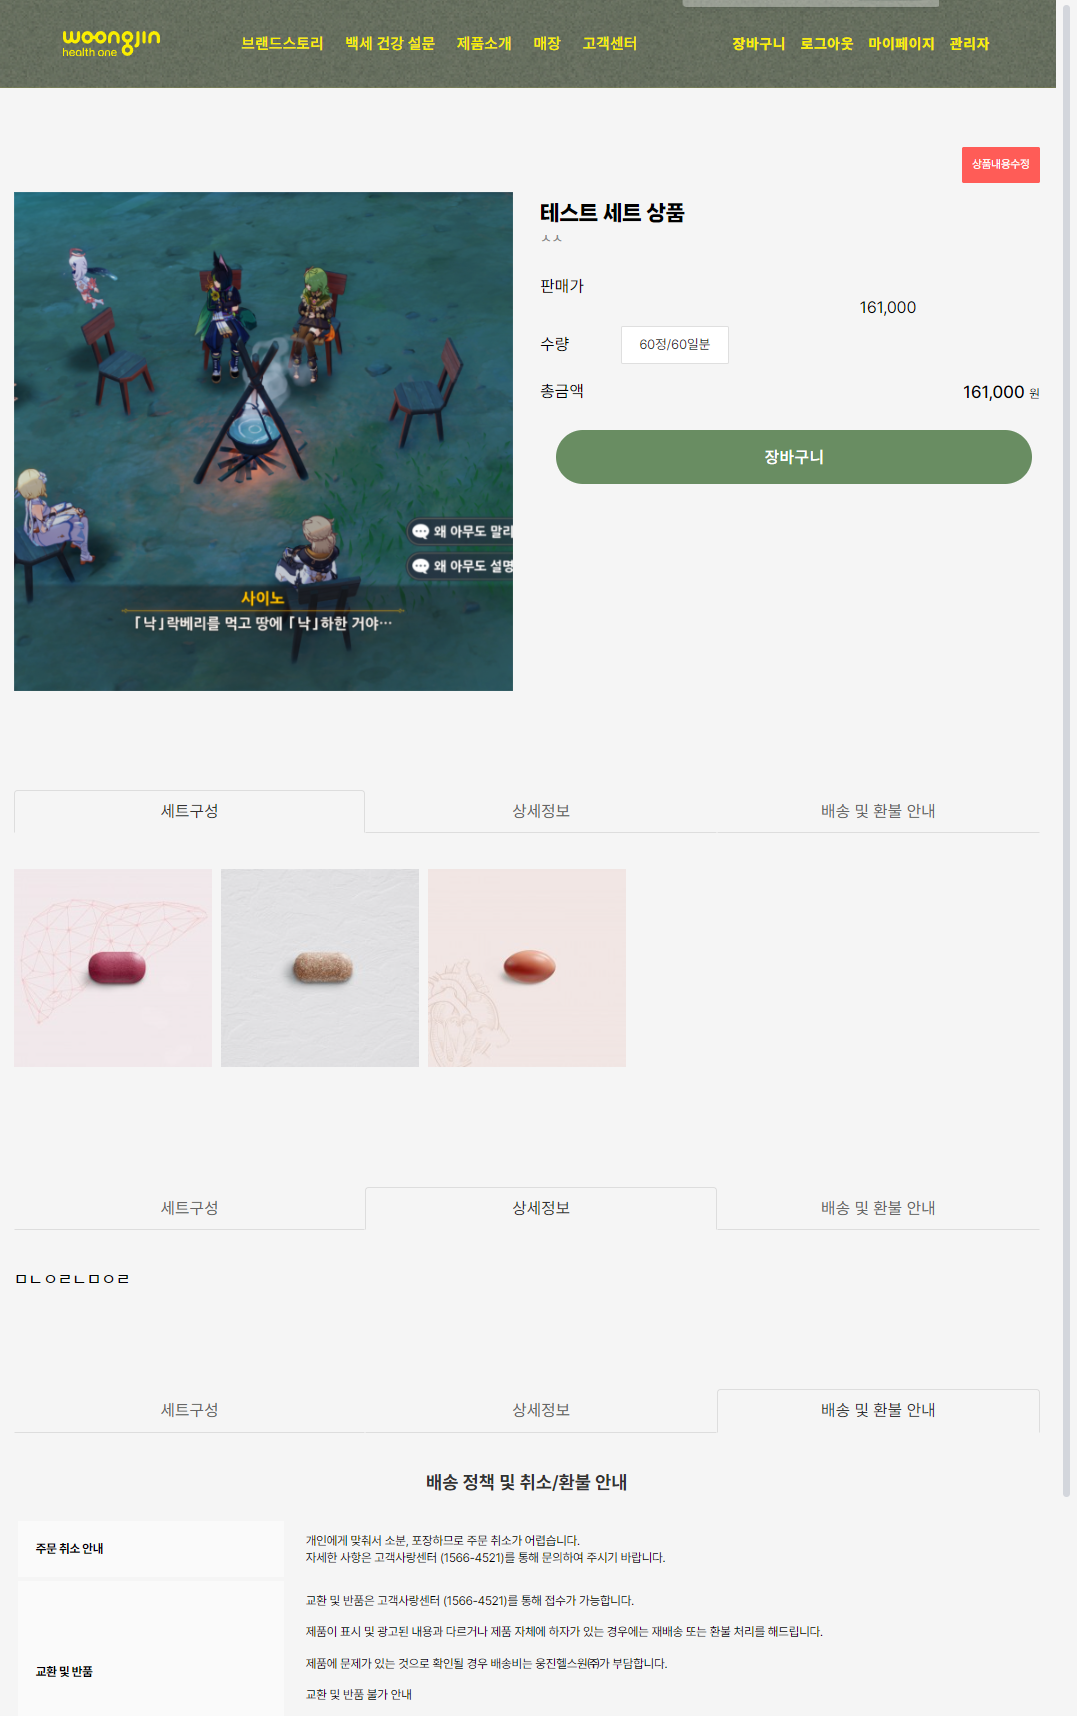 woongjin
health one
브랜드스토리 백세 건강 설문 제품소개 매장 고객센터 장바구니 로그아웃 마이페이지 관리자
상품내용수정
테스트 세트 상품
ㅅㅅ
판매가
161,000
수량 60정/60일분
총금액 161,000 원
장바구니
왜 아무도 말리
왜 아무도 설명
사이노
「낙」락베리를 먹고 땅에 「낙」하한 거야…
세트구성 상세정보 배송 및 환불 안내
세트구성 상세정보 배송 및 환불 안내
ㅁㄴㅇㄹㄴㅁㅇㄹ
세트구성 상세정보 배송 및 환불 안내
배송 정책 및 취소/환불 안내
주문 취소 안내
개인에게 맞춰서 소분, 포장하므로 주문 취소가 어렵습니다.
자세한 사항은 고객사랑센터 (1566-4521)를 통해 문의하여 주시기 바랍니다.
교환 및 반품은 고객사랑센터 (1566-4521)를 통해 접수가 가능합니다.
제품이 표시 및 광고된 내용과 다르거나 제품 자체에 하자가 있는 경우에는 재배송 또는 환불 처리를 해드립니다.
제품에 문제가 있는 것으로 확인될 경우 배송비는 웅진헬스원㈜가 부담합니다.
교환 및 반품
교환 및 반품 불가 안내